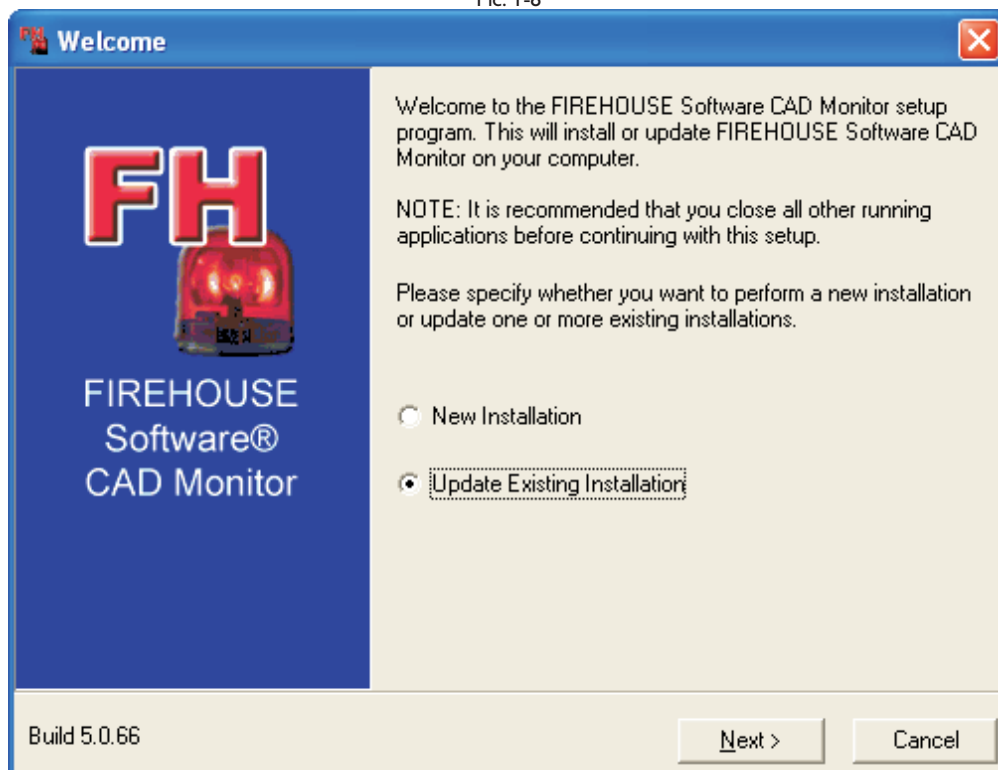 Pic. 1-8
Welcome
Welcome to the FIREHOUSE Software CAD Monitor setup
program. This will install or update FIREHOUSE Software CAD
Monitor on your computer.
NOTE: It is recommended that you close all other running
applications before continuing with this setup.
Please specify whether you want to perform a new installation
or update one or more existing installations.
FH
FIREHOUSE
Software®
CAD Monitor
New Installation
Update Existing Installation
Build 5.0.66
Next >
Cancel